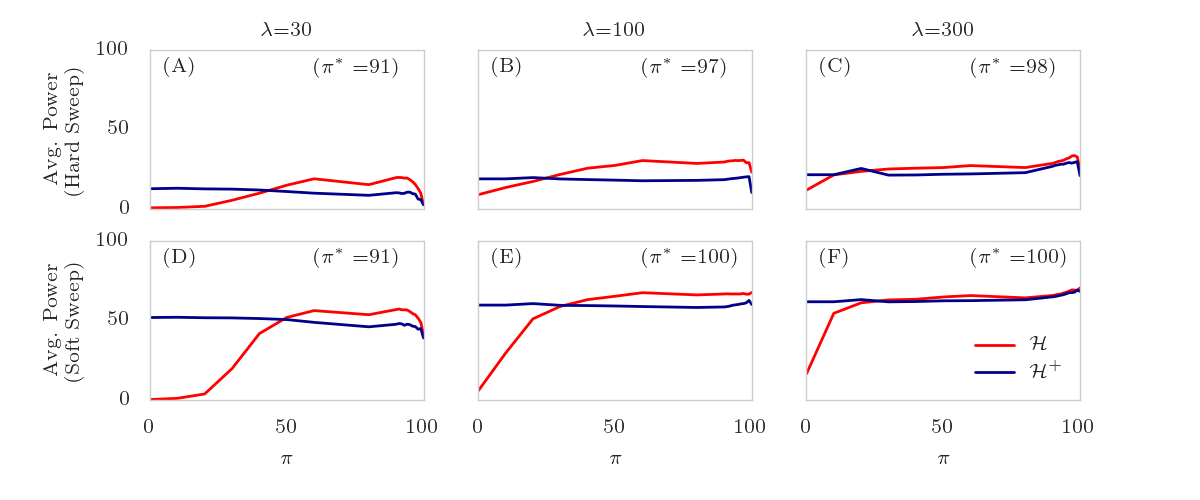 λ=30
λ=100
λ=300
Avg. Power
(Hard Sweep)
100
50
0
(A)
(π* =91)
(B)
(π* =97)
(C)
(π* =98)
Avg. Power
(Soft Sweep)
100
50
0
(D)
(π* =91)
(E)
(π* =100)
(F)
(π* =100)
ℋ
ℋ⁺
0 50 100
0 50 100
0 50 100
π
π
π